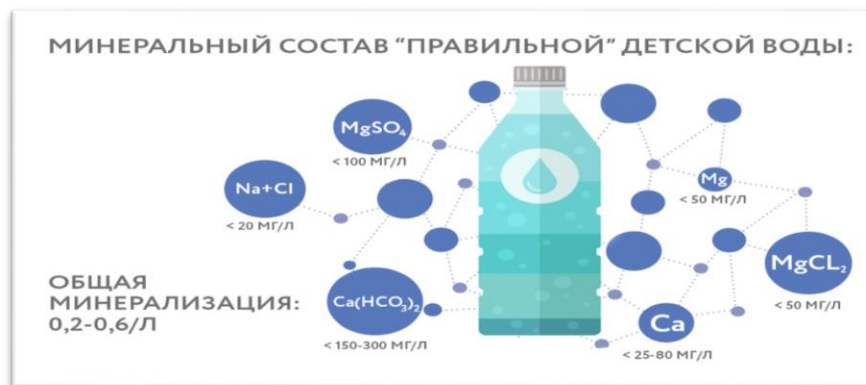 МИНЕРАЛЬНЫЙ СОСТАВ “ПРАВИЛЬНОЙ” ДЕТСКОЙ ВОДЫ:
MgSO₄
< 100 МГ/Л
Na+Cl
< 20 МГ/Л
Mg
< 50 МГ/Л
MgCL₂
< 50 МГ/Л
ОБЩАЯ
МИНЕРАЛИЗАЦИЯ:
0,2-0,6/Л
Ca(HCO₃)₂
< 150-300 МГ/Л
Ca
< 25-80 МГ/Л